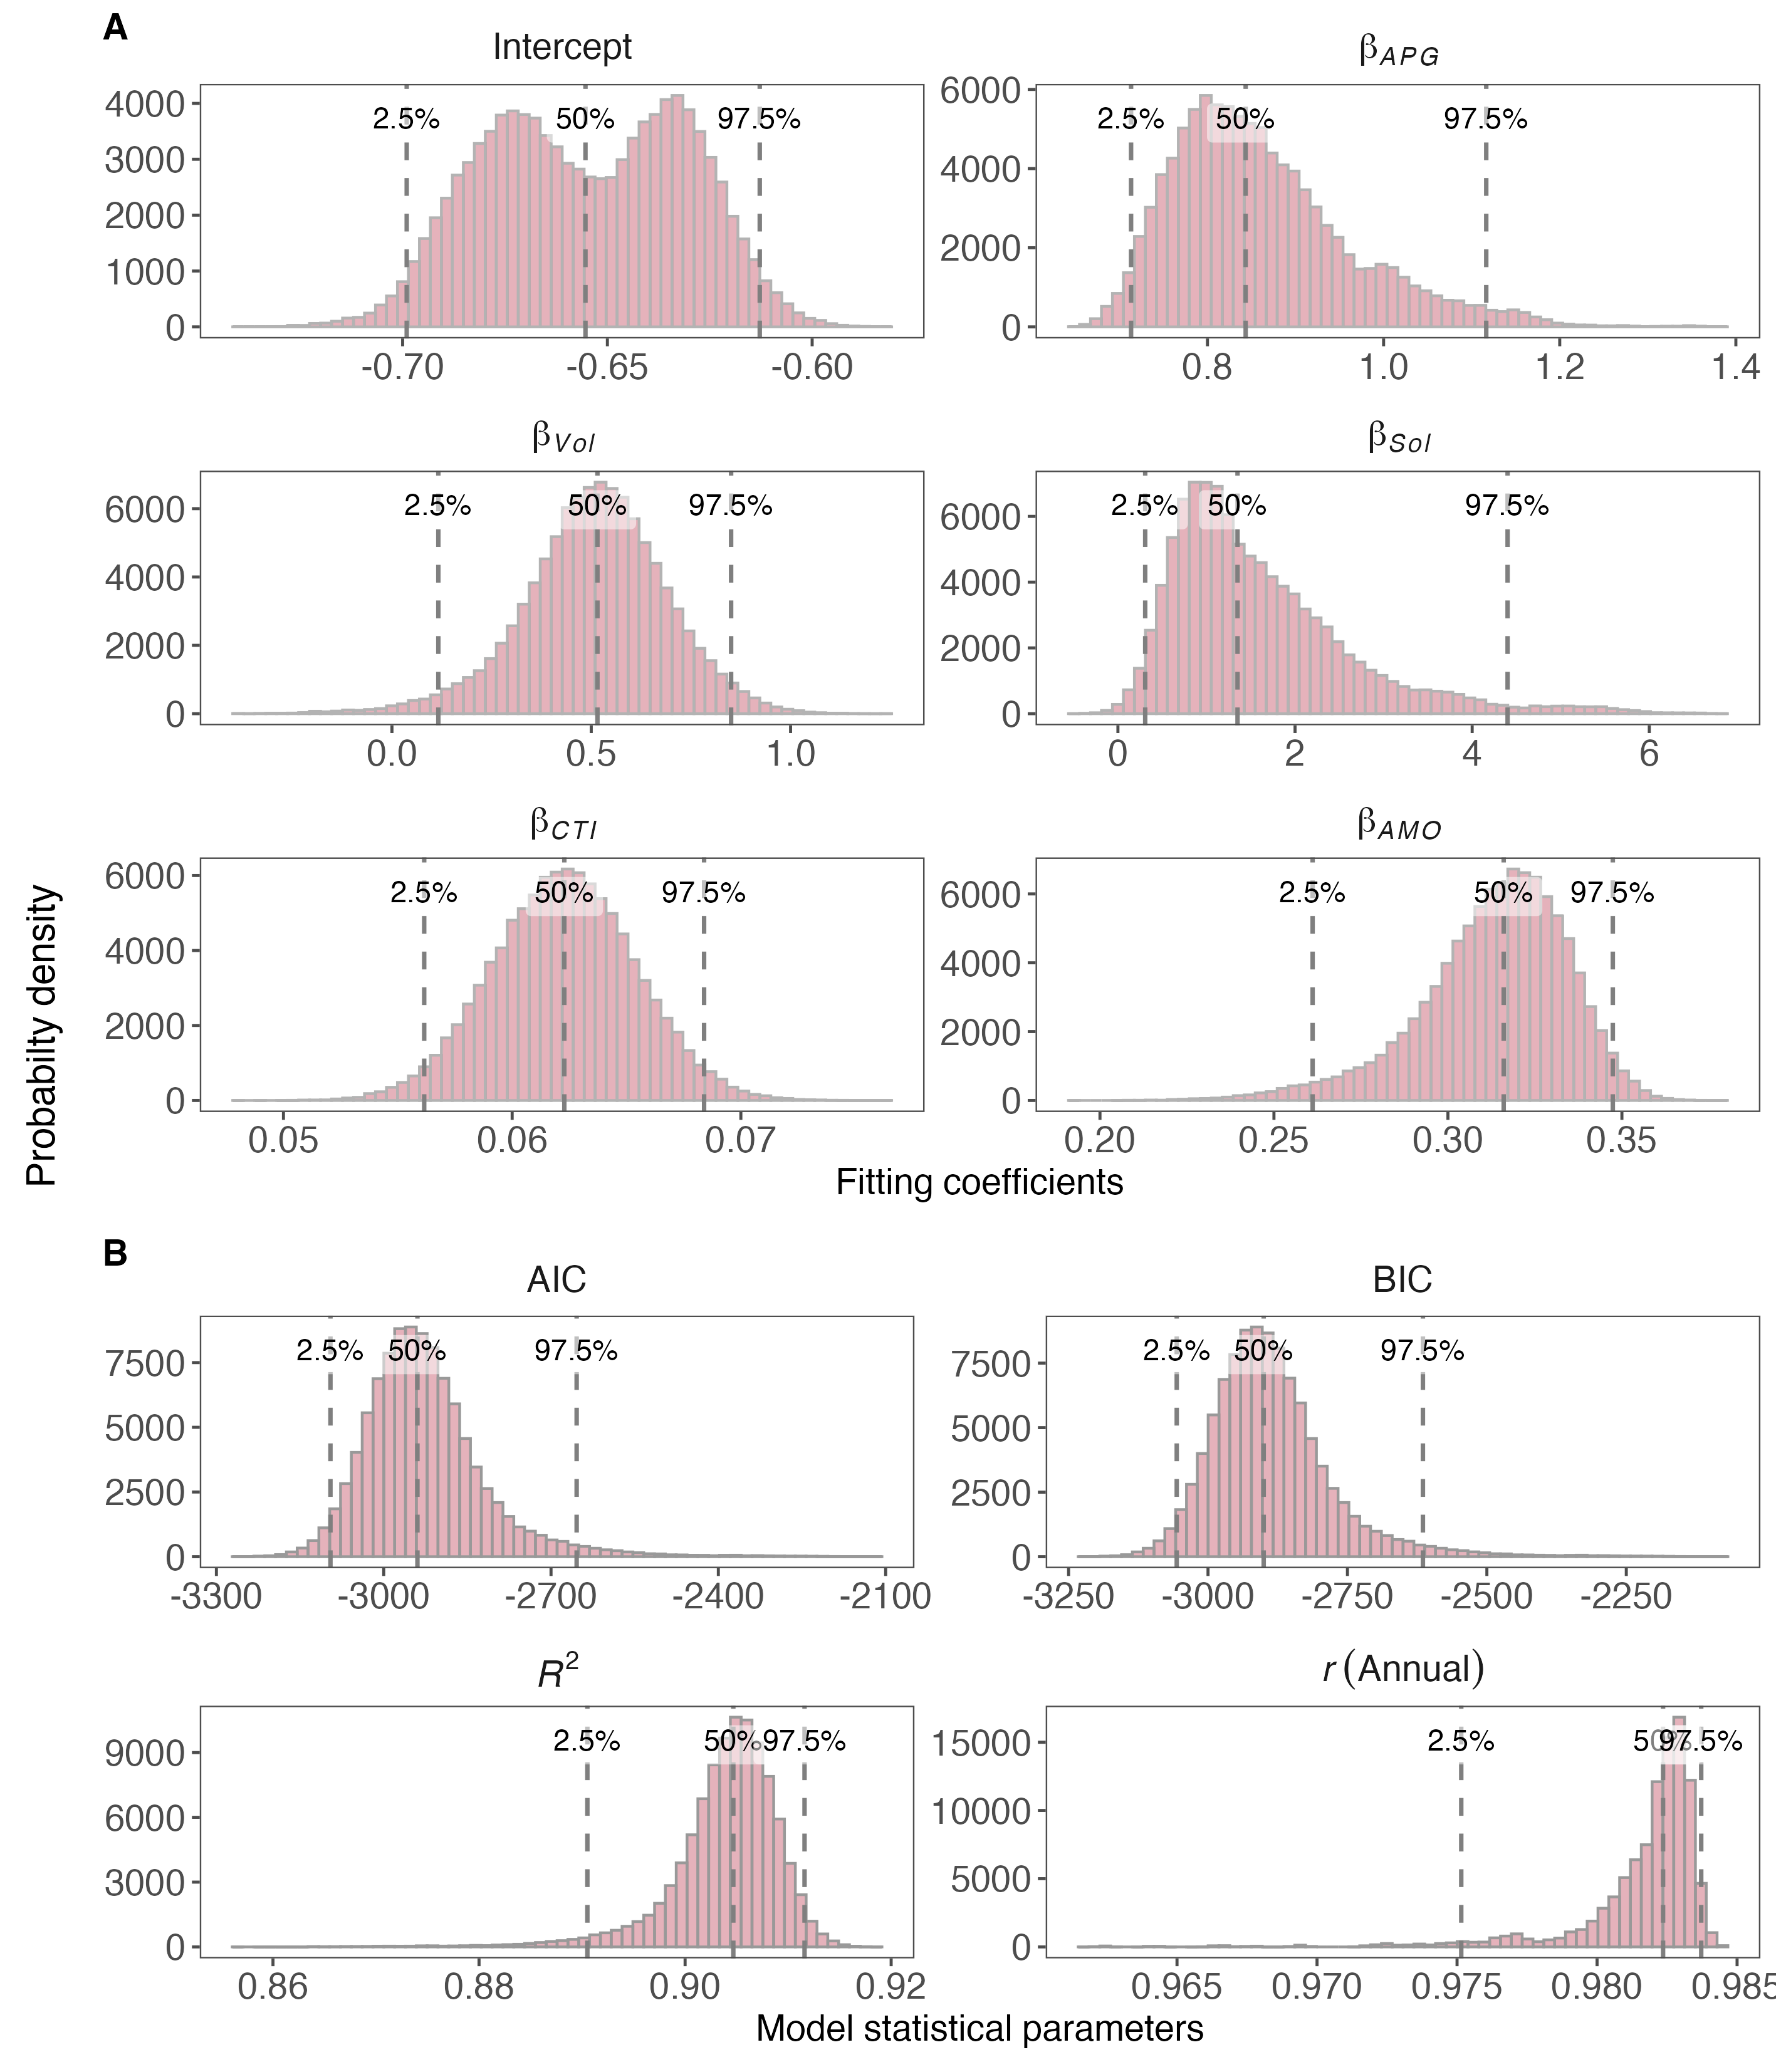 A
Intercept
4000
3000
2000
1000
0
2.5% 50% 97.5%
-0.70 -0.65 -0.60
βAPG
6000
4000
2000
0
2.5% 50% 97.5%
0.8 1.0 1.2 1.4
βVol
6000
4000
2000
0
2.5% 50% 97.5%
0.0 0.5 1.0
βSol
6000
4000
2000
0
2.5% 50% 97.5%
0 2 4 6
βCTI
6000
4000
2000
0
2.5% 50% 97.5%
0.05 0.06 0.07
βAMO
6000
4000
2000
0
2.5% 50% 97.5%
0.20 0.25 0.30 0.35
Probabilty density
Fitting coefficients
B
AIC
7500
5000
2500
0
2.5% 50% 97.5%
-3300 -3000 -2700 -2400 -2100
BIC
7500
5000
2500
0
2.5% 50% 97.5%
-3250 -3000 -2750 -2500 -2250
R²
9000
6000
3000
0
2.5% 50% 97.5%
0.86 0.88 0.90 0.92
r (Annual)
15000
10000
5000
0
2.5% 50% 97.5%
0.965 0.970 0.975 0.980 0.985
Model statistical parameters